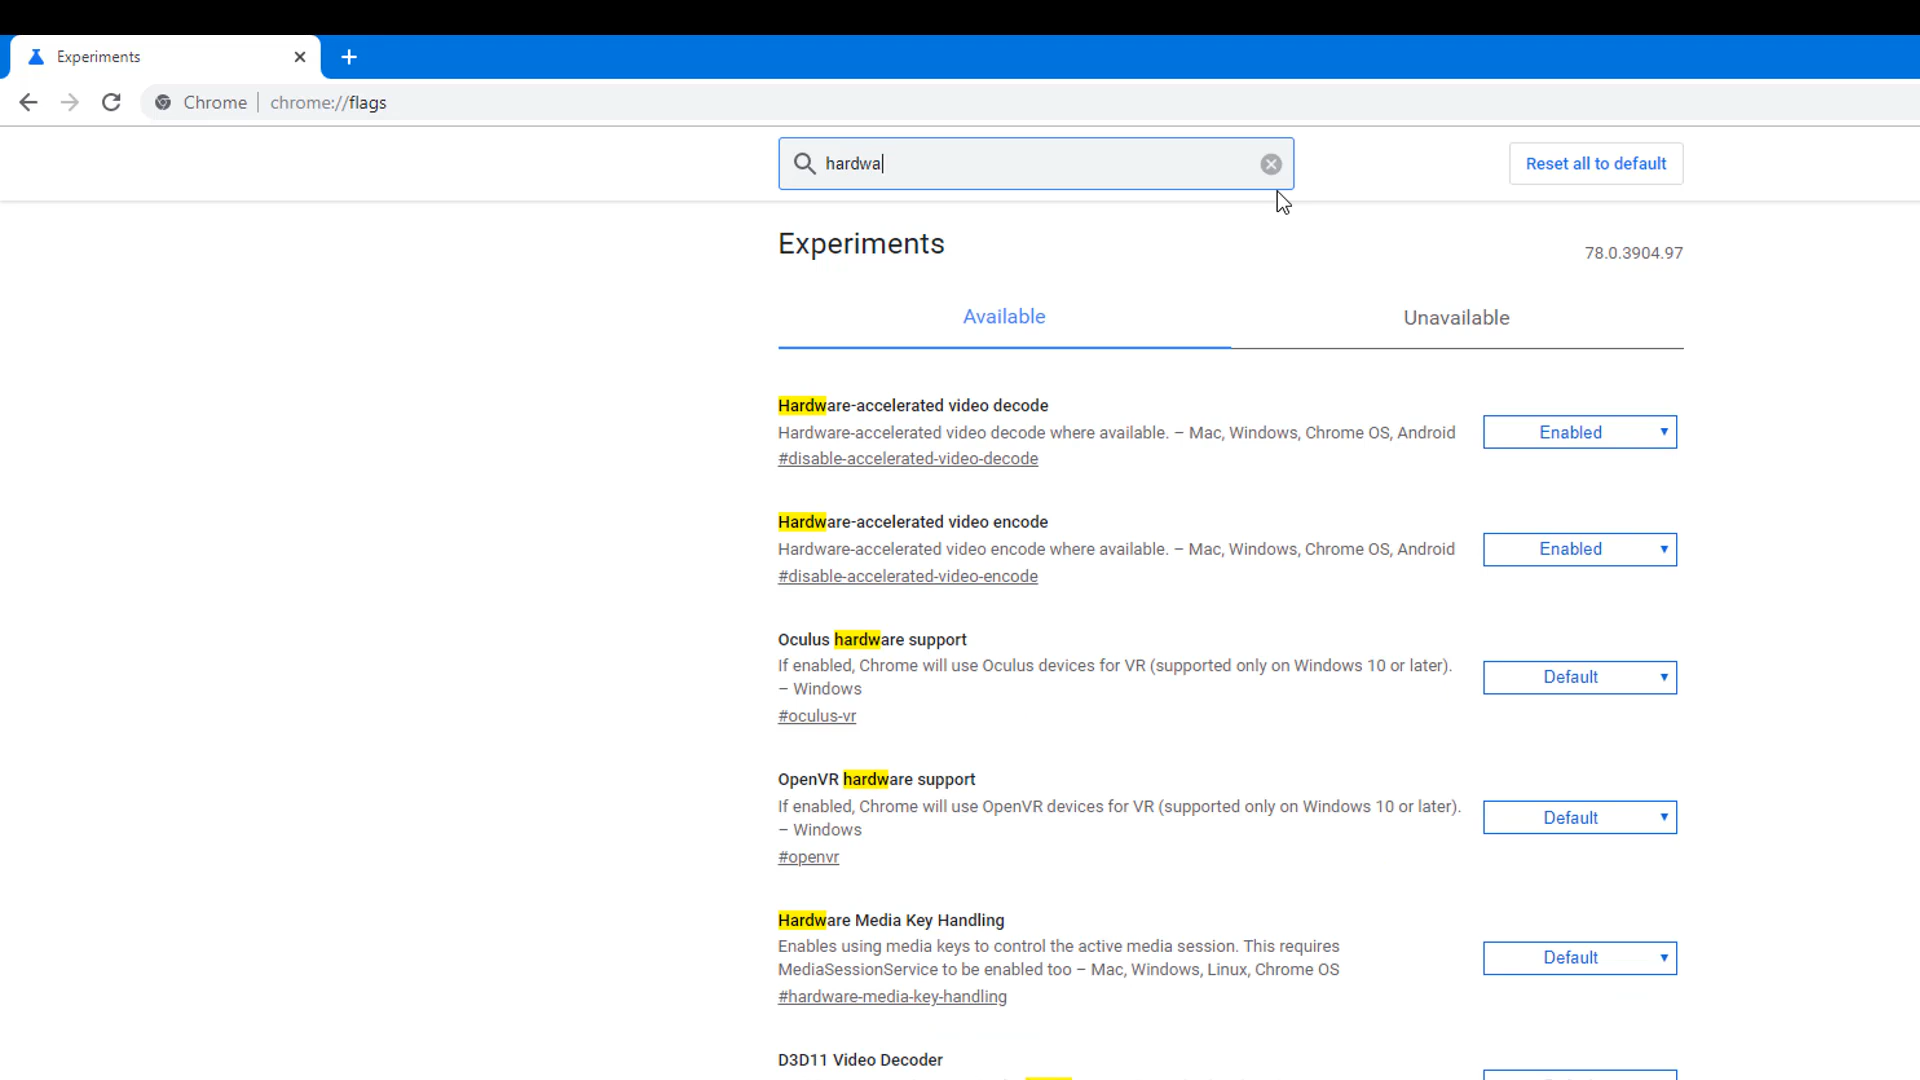 Experiments
Chrome | chrome://flags
hardwa
Reset all to default
Experiments
78.0.3904.97
Available
Unavailable
Hardware-accelerated video decode
Hardware-accelerated video decode where available. – Mac, Windows, Chrome OS, Android
Enabled
#disable-accelerated-video-decode
Hardware-accelerated video encode
Hardware-accelerated video encode where available. – Mac, Windows, Chrome OS, Android
Enabled
#disable-accelerated-video-encode
Oculus hardware support
If enabled, Chrome will use Oculus devices for VR (supported only on Windows 10 or later).
– Windows
Default
#oculus-vr
OpenVR hardware support
If enabled, Chrome will use OpenVR devices for VR (supported only on Windows 10 or later).
– Windows
Default
#openvr
Hardware Media Key Handling
Enables using media keys to control the active media session. This requires
MediaSessionService to be enabled too – Mac, Windows, Linux, Chrome OS
Default
#hardware-media-key-handling
D3D11 Video Decoder